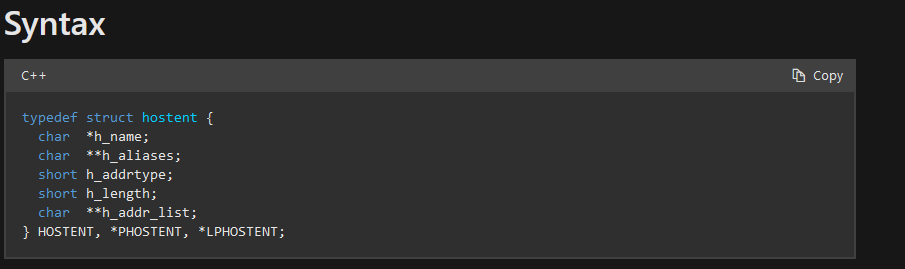 Syntax
C++ Copy
typedef struct hostent {
  char  *h_name;
  char  **h_aliases;
  short h_addrtype;
  short h_length;
  char  **h_addr_list;
} HOSTENT, *PHOSTENT, *LPHOSTENT;